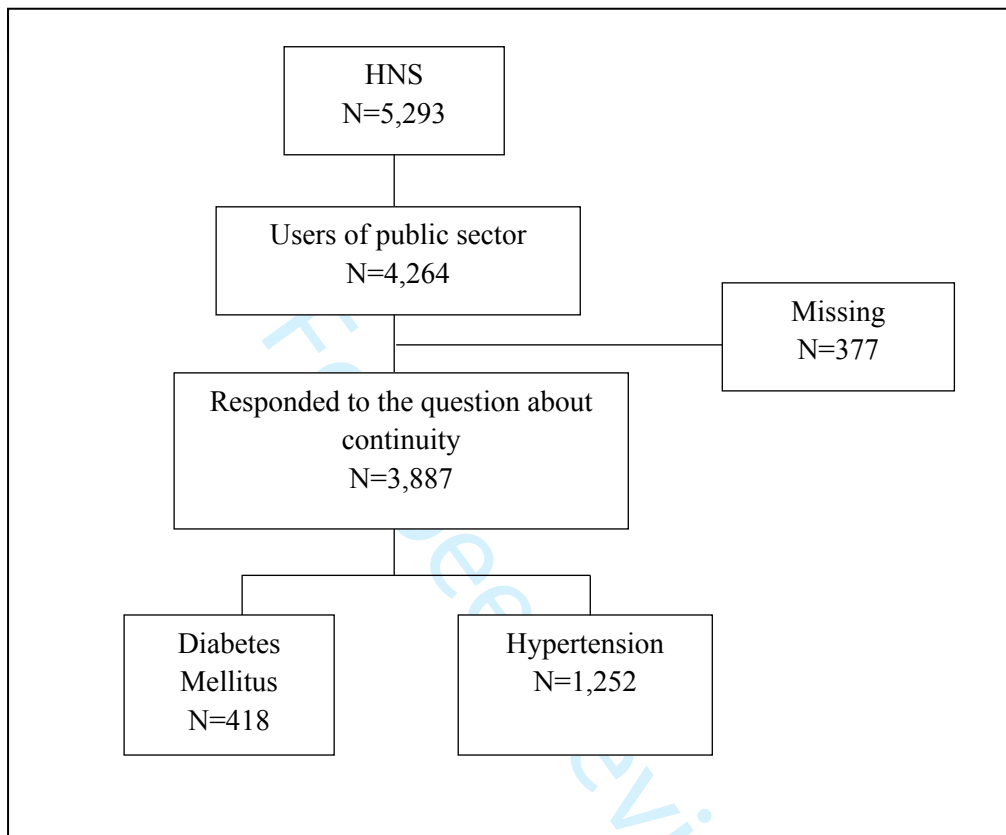 HNS
N=5,293
Users of public sector
N=4,264
Missing
N=377
Responded to the question about
continuity
N=3,887
Diabetes
Mellitus
N=418
Hypertension
N=1,252